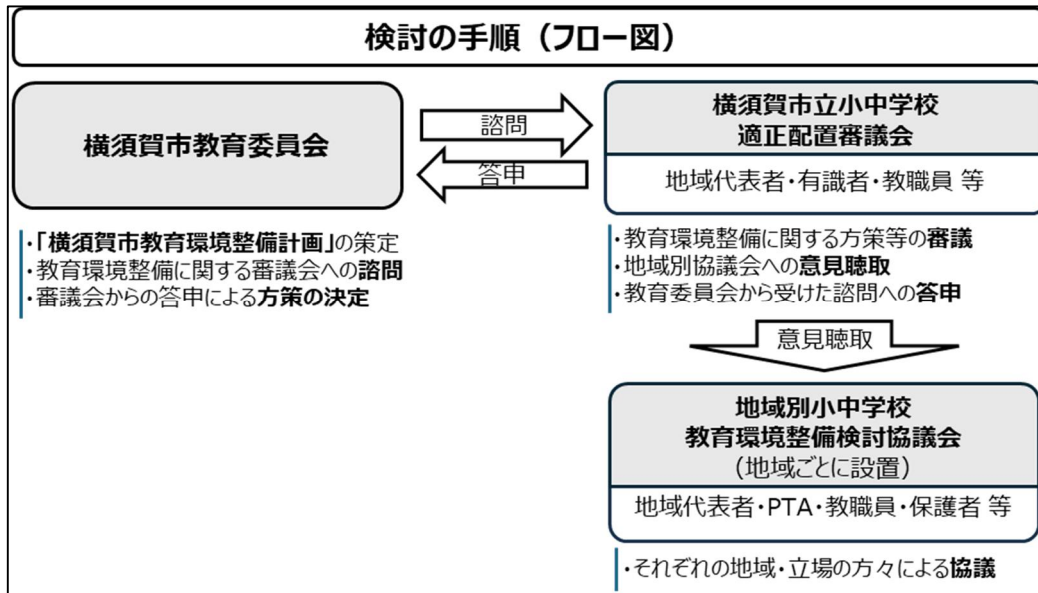 検討の手順（フロー図）
横須賀市教育委員会
諮問
答申
横須賀市立小中学校
適正配置審議会
地域代表者・有識者・教職員 等
・「横須賀市教育環境整備計画」の策定
・教育環境整備に関する審議会への諮問
・審議会からの答申による方策の決定
・教育環境整備に関する方策等の審議
・地域別協議会への意見聴取
・教育委員会から受けた諮問への答申
意見聴取
地域別小中学校
教育環境整備検討協議会
（地域ごとに設置）
地域代表者・PTA・教職員・保護者 等
・それぞれの地域・立場の方々による協議